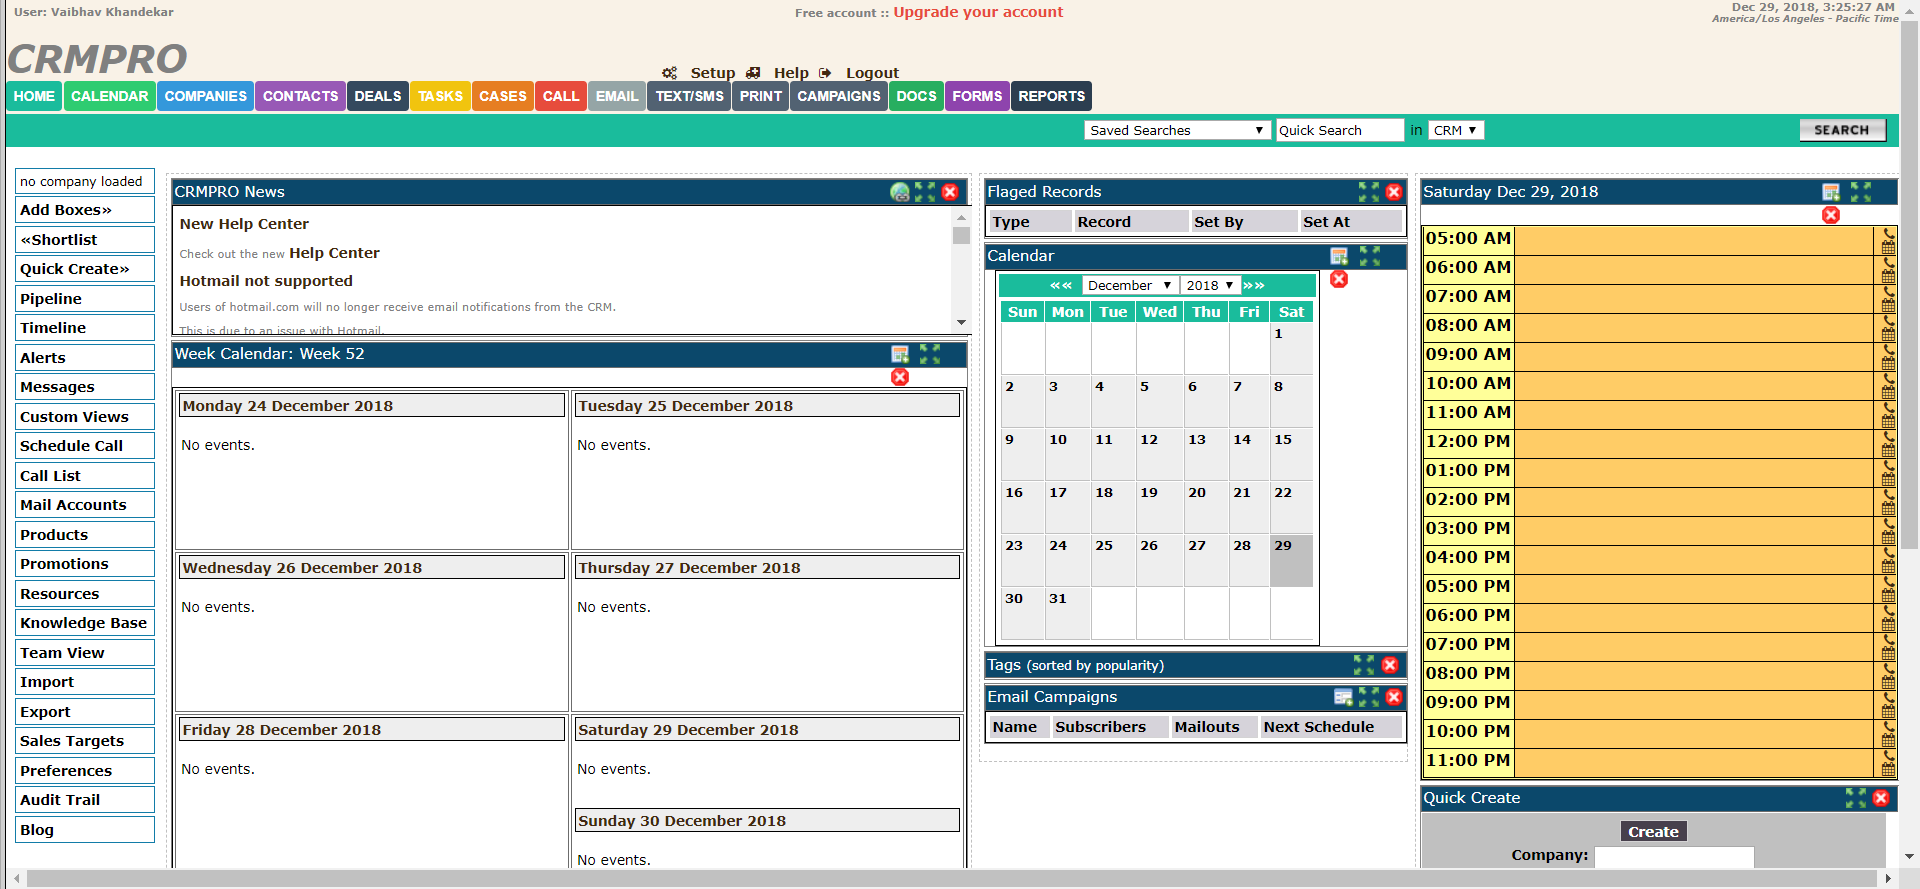 User: Vaibhav Khandekar
Free account :: Upgrade your account
Dec 29, 2018, 3:25:27 AM
America/Los Angeles - Pacific Time
CRMPRO
Setup Help Logout
HOME CALENDAR COMPANIES CONTACTS DEALS TASKS CASES CALL EMAIL TEXT/SMS PRINT CAMPAIGNS DOCS FORMS REPORTS
Saved Searches Quick Search in CRM SEARCH
no company loaded
Add Boxes»
«Shortlist
Quick Create»
Pipeline
Timeline
Alerts
Messages
Custom Views
Schedule Call
Call List
Mail Accounts
Products
Promotions
Resources
Knowledge Base
Team View
Import
Export
Sales Targets
Preferences
Audit Trail
Blog
CRMPRO News
New Help Center
Check out the new Help Center
Hotmail not supported
Users of hotmail.com will no longer receive email notifications from the CRM.
This is due to an issue with Hotmail.
Week Calendar: Week 52
Monday 24 December 2018
No events.
Tuesday 25 December 2018
No events.
Wednesday 26 December 2018
No events.
Thursday 27 December 2018
No events.
Friday 28 December 2018
No events.
Saturday 29 December 2018
No events.
Sunday 30 December 2018
No events.
Flaged Records
Type Record Set By Set At
Calendar
«« December 2018 »»
Sun Mon Tue Wed Thu Fri Sat
1
2 3 4 5 6 7 8
9 10 11 12 13 14 15
16 17 18 19 20 21 22
23 24 25 26 27 28 29
30 31
Tags (sorted by popularity)
Email Campaigns
Name Subscribers Mailouts Next Schedule
Saturday Dec 29, 2018
05:00 AM
06:00 AM
07:00 AM
08:00 AM
09:00 AM
10:00 AM
11:00 AM
12:00 PM
01:00 PM
02:00 PM
03:00 PM
04:00 PM
05:00 PM
06:00 PM
07:00 PM
08:00 PM
09:00 PM
10:00 PM
11:00 PM
Quick Create
Create
Company: